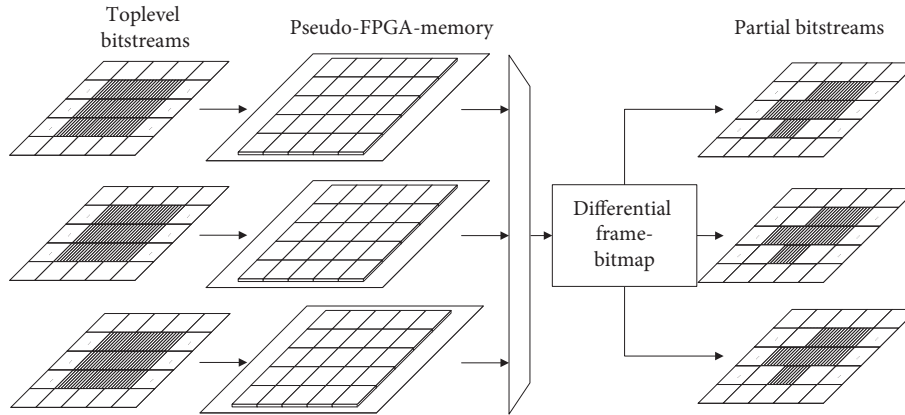 Toplevel
bitstreams
Pseudo-FPGA-memory
Partial bitstreams
Differential
frame-
bitmap